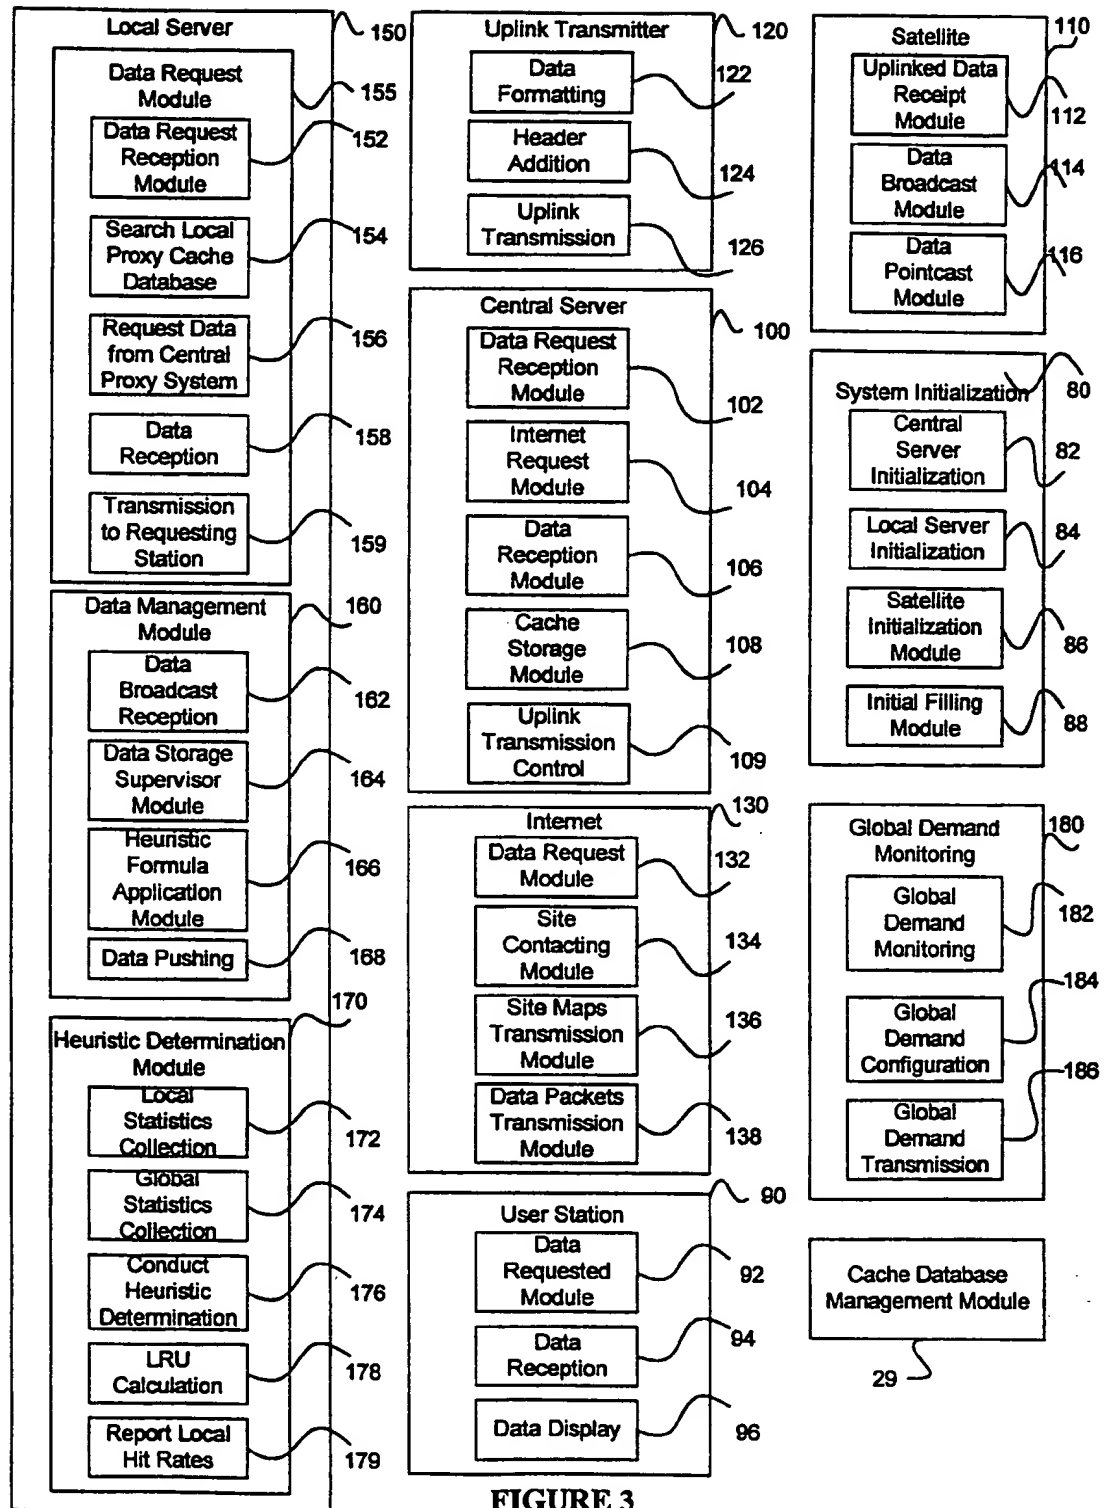 Local Server
150
Data Request
Module
155
Data Request
Reception
Module
152
Search Local
Proxy Cache
Database
154
Request Data
from Central
Proxy System
156
Data
Reception
158
Transmission
to Requesting
Station
159
Data Management
Module
160
Data
Broadcast
Reception
162
Data Storage
Supervisor
Module
164
Heuristic
Formula
Application
Module
166
Data Pushing
168
170
Heuristic Determination
Module
Local
Statistics
Collection
172
Global
Statistics
Collection
174
Conduct
Heuristic
Determination
176
LRU
Calculation
178
Report Local
Hit Rates
179
Uplink Transmitter
120
Data
Formatting
122
Header
Addition
124
Uplink
Transmission
126
Central Server
100
Data Request
Reception
Module
102
Internet
Request
Module
104
Data
Reception
Module
106
Cache
Storage
Module
108
Uplink
Transmission
Control
109
Internet
130
Data Request
Module
132
Site
Contacting
Module
134
Site Maps
Transmission
Module
136
Data Packets
Transmission
Module
138
90
User Station
Data
Requested
Module
92
Data
Reception
94
Data Display
96
Satellite
110
Uplinked Data
Receipt
Module
112
Data
Broadcast
Module
114
Data
Pointcast
Module
116
System Initialization
80
Central
Server
Initialization
82
Local Server
Initialization
84
Satellite
Initialization
Module
86
Initial Filling
Module
88
Global Demand
Monitoring
180
Global
Demand
Monitoring
182
Global
Demand
Configuration
184
Global
Demand
Transmission
186
Cache Database
Management Module
29
FIGURE 3